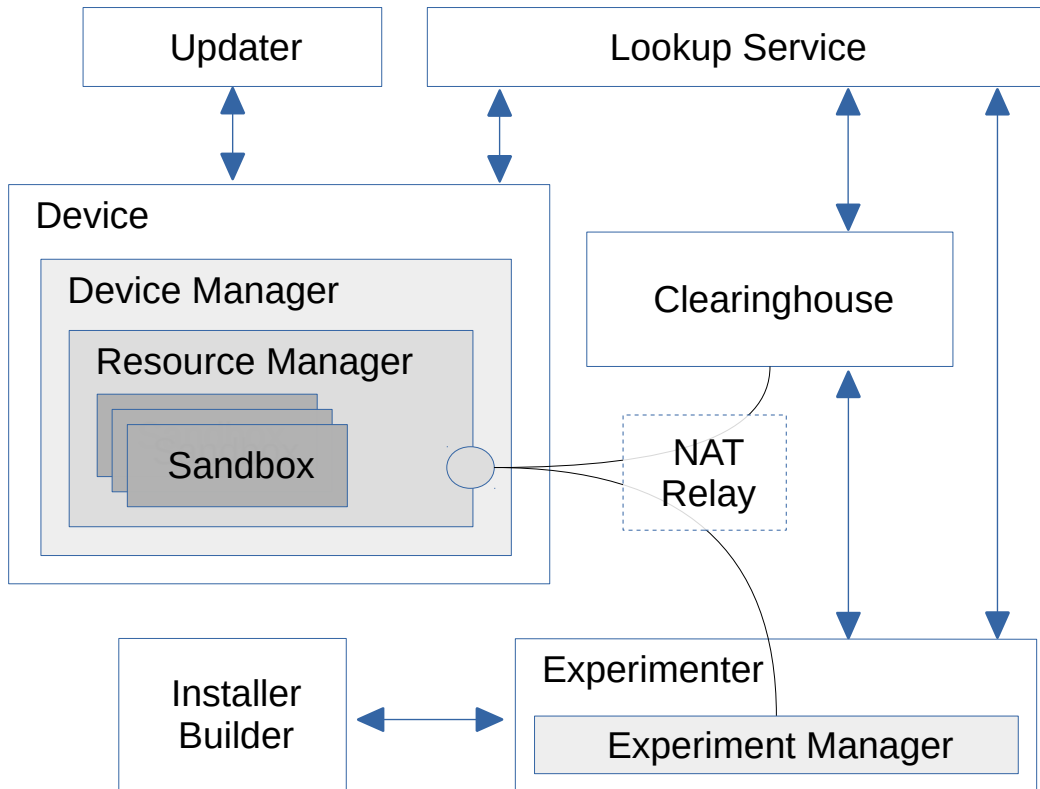 Updater
Lookup Service
Device
Device Manager
Clearinghouse
Resource Manager
Sandbox
NAT
Relay
Experimenter
Installer
Builder
Experiment Manager